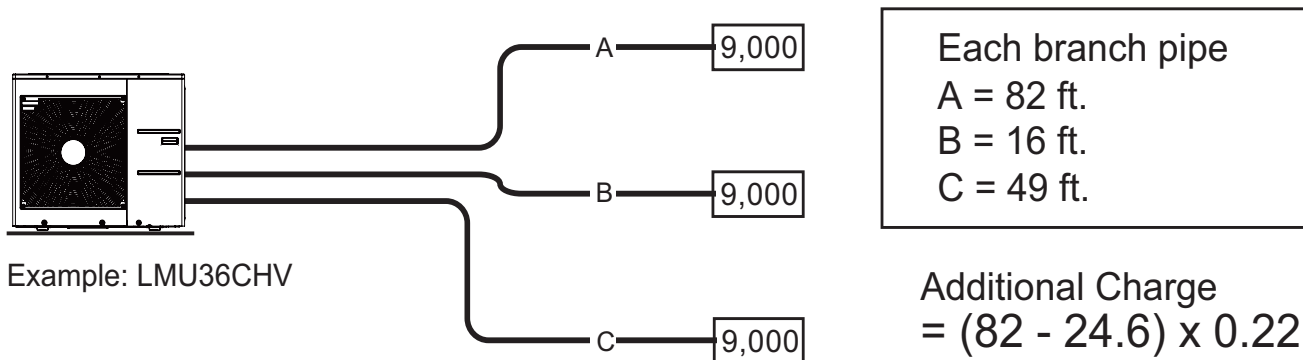 A
9,000
B
9,000
C
9,000
Example: LMU36CHV
Each branch pipe
A = 82 ft.
B = 16 ft.
C = 49 ft.
Additional Charge
= (82 - 24.6) x 0.22